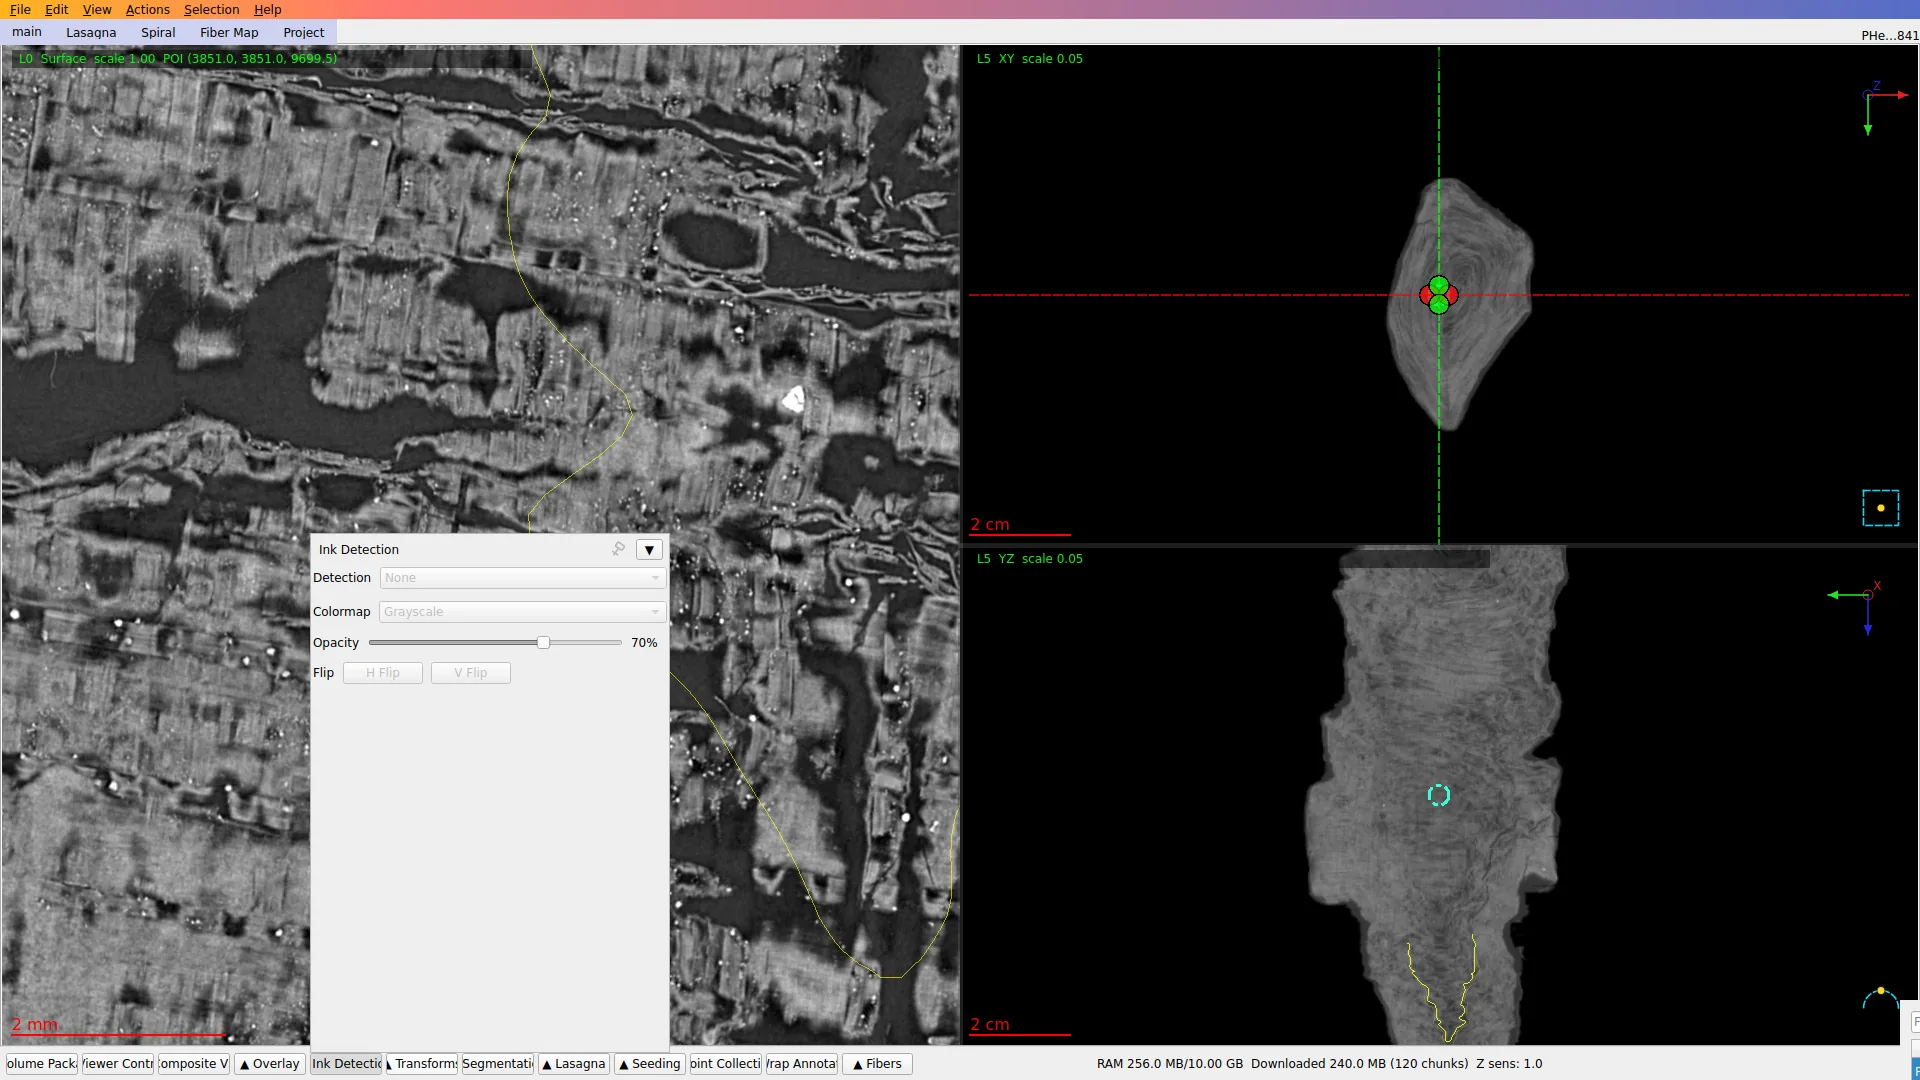 File Edit View Actions Selection Help
main Lasagna Spiral Fiber Map Project
PHe...841
L0 Surface scale 1.00 POI (3851.0, 3851.0, 9699.5)
L5 XY scale 0.05
Z
2 cm
L5 YZ scale 0.05
X
Ink Detection ▼
Detection None
Colormap Grayscale
Opacity 70%
Flip H Flip V Flip
2 mm
2 cm
olume Pack iewer Contr omposite V ▲ Overlay Ink Detectio ▲ Transforms Segmentati ▲ Lasagna ▲ Seeding oint Collecti rap Annota ▲ Fibers
RAM 256.0 MB/10.00 GB Downloaded 240.0 MB (120 chunks) Z sens: 1.0